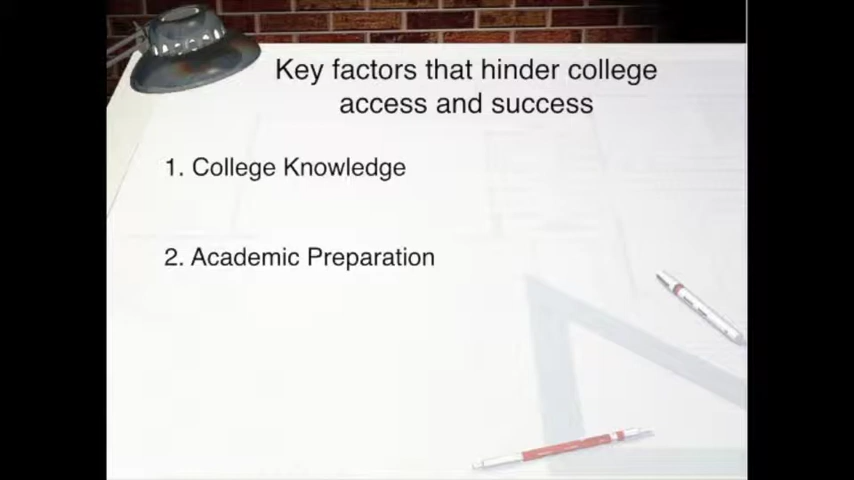 Key factors that hinder college
access and success
1. College Knowledge
2. Academic Preparation